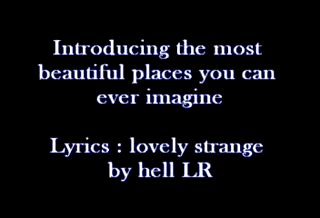 Introducing the most
beautiful places you can
ever imagine
Lyrics : lovely strange
by hell LR